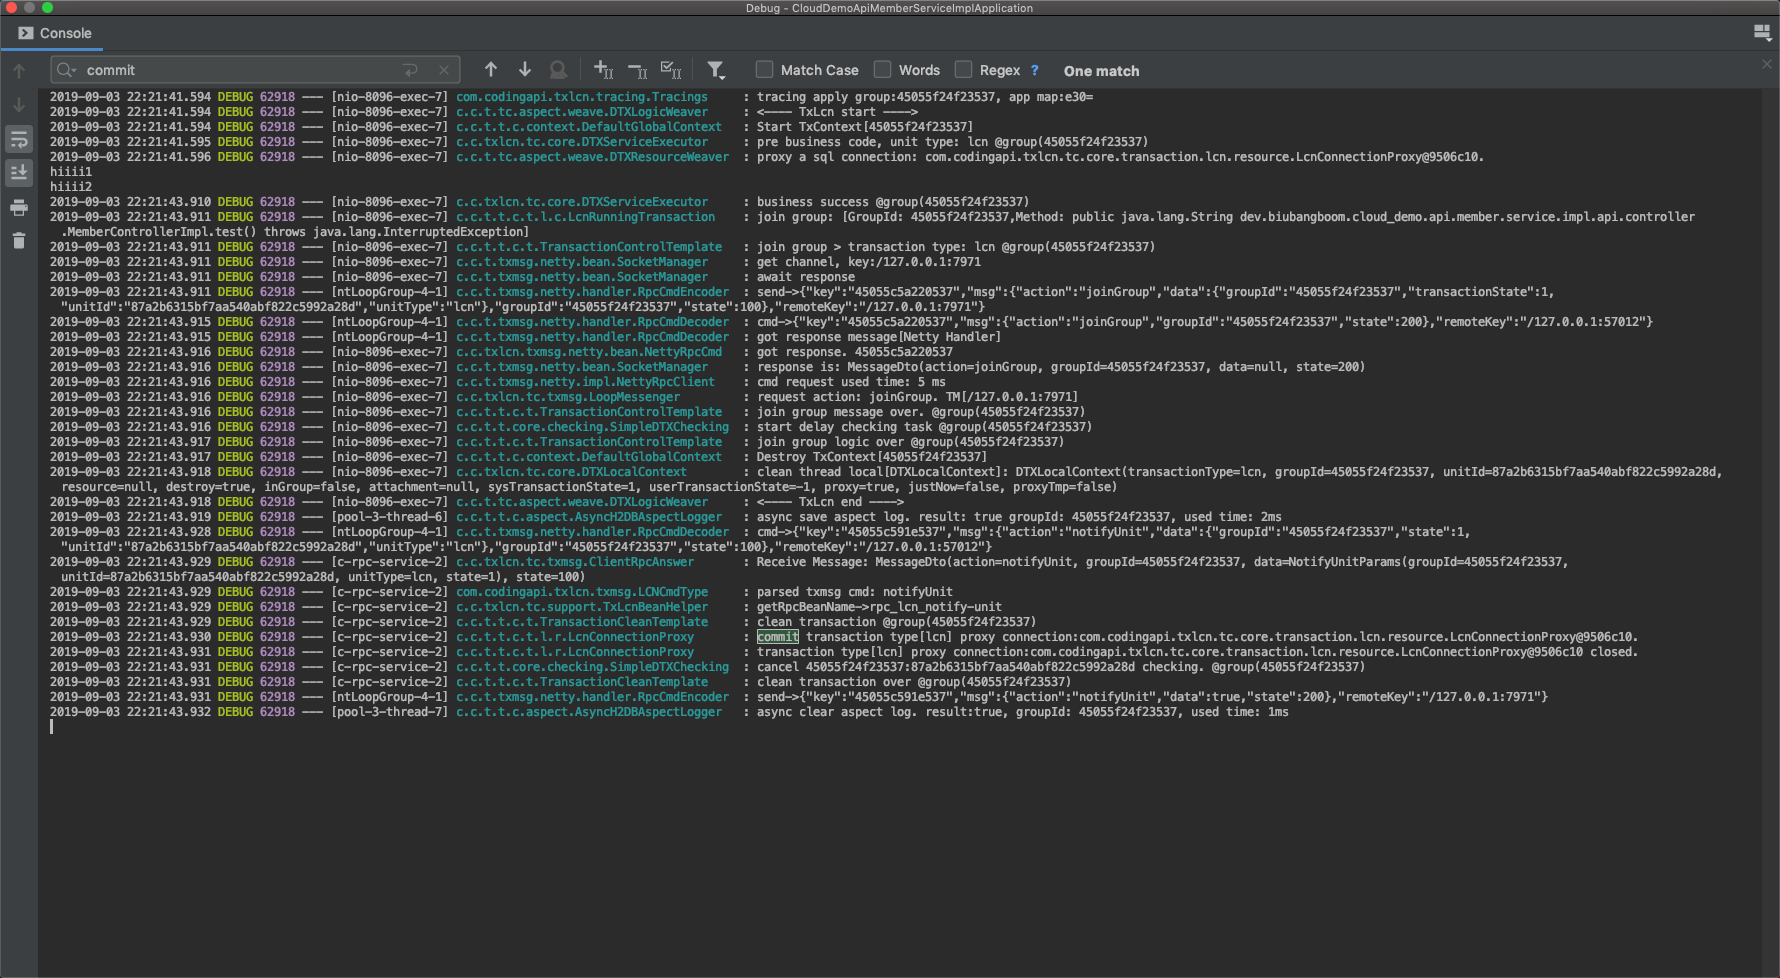 Debug - CloudDemoApiMemberServiceImplApplication
Console
commit
Match Case
Words
Regex
?
One match
2019-09-03 22:21:41.594 DEBUG 62918 --- [nio-8096-exec-7] com.codingapi.txlcn.tracing.Tracings     : tracing apply group:45055f24f23537, app map:e30=
2019-09-03 22:21:41.594 DEBUG 62918 --- [nio-8096-exec-7] c.c.t.tc.aspect.weave.DTXLogicWeaver     : <---- TxLcn start ---->
2019-09-03 22:21:41.594 DEBUG 62918 --- [nio-8096-exec-7] c.c.t.t.c.context.DefaultGlobalContext   : Start TxContext[45055f24f23537]
2019-09-03 22:21:41.595 DEBUG 62918 --- [nio-8096-exec-7] c.c.txlcn.tc.core.DTXServiceExecutor     : pre business code, unit type: lcn @group(45055f24f23537)
2019-09-03 22:21:41.596 DEBUG 62918 --- [nio-8096-exec-7] c.c.t.tc.aspect.weave.DTXResourceWeaver  : proxy a sql connection: com.codingapi.txlcn.tc.core.transaction.lcn.resource.LcnConnectionProxy@9506c10.
hiiii1
hiiii2
2019-09-03 22:21:43.910 DEBUG 62918 --- [nio-8096-exec-7] c.c.txlcn.tc.core.DTXServiceExecutor     : business success @group(45055f24f23537)
2019-09-03 22:21:43.911 DEBUG 62918 --- [nio-8096-exec-7] c.c.t.t.c.t.l.c.LcnRunningTransaction    : join group: [GroupId: 45055f24f23537,Method: public java.lang.String dev.biubangboom.cloud_demo.api.member.service.impl.api.controller
.MemberControllerImpl.test() throws java.lang.InterruptedException]
2019-09-03 22:21:43.911 DEBUG 62918 --- [nio-8096-exec-7] c.c.t.t.c.t.TransactionControlTemplate   : join group > transaction type: lcn @group(45055f24f23537)
2019-09-03 22:21:43.911 DEBUG 62918 --- [nio-8096-exec-7] c.c.t.txmsg.netty.bean.SocketManager     : get channel, key:/127.0.0.1:7971
2019-09-03 22:21:43.911 DEBUG 62918 --- [nio-8096-exec-7] c.c.t.txmsg.netty.bean.SocketManager     : await response
2019-09-03 22:21:43.911 DEBUG 62918 --- [ntLoopGroup-4-1] c.c.t.txmsg.netty.handler.RpcCmdEncoder  : send->{"key":"45055c5a220537","msg":{"action":"joinGroup","data":{"groupId":"45055f24f23537","transactionState":1,
"unitId":"87a2b6315bf7aa540abf822c5992a28d","unitType":"lcn"},"groupId":"45055f24f23537","state":100},"remoteKey":"/127.0.0.1:7971"}
2019-09-03 22:21:43.915 DEBUG 62918 --- [ntLoopGroup-4-1] c.c.t.txmsg.netty.handler.RpcCmdDecoder  : cmd->{"key":"45055c5a220537","msg":{"action":"joinGroup","groupId":"45055f24f23537","state":200},"remoteKey":"/127.0.0.1:57012"}
2019-09-03 22:21:43.915 DEBUG 62918 --- [ntLoopGroup-4-1] c.c.t.txmsg.netty.handler.RpcCmdDecoder  : got response message[Netty Handler]
2019-09-03 22:21:43.916 DEBUG 62918 --- [nio-8096-exec-7] c.c.txlcn.txmsg.netty.bean.NettyRpcCmd   : got response. 45055c5a220537
2019-09-03 22:21:43.916 DEBUG 62918 --- [nio-8096-exec-7] c.c.t.txmsg.netty.bean.SocketManager     : response is: MessageDto(action=joinGroup, groupId=45055f24f23537, data=null, state=200)
2019-09-03 22:21:43.916 DEBUG 62918 --- [nio-8096-exec-7] c.c.t.txmsg.netty.impl.NettyRpcClient    : cmd request used time: 5 ms
2019-09-03 22:21:43.916 DEBUG 62918 --- [nio-8096-exec-7] c.c.txlcn.tc.txmsg.LoopMessenger         : request action: joinGroup. TM[/127.0.0.1:7971]
2019-09-03 22:21:43.916 DEBUG 62918 --- [nio-8096-exec-7] c.c.t.t.c.t.TransactionControlTemplate   : join group message over. @group(45055f24f23537)
2019-09-03 22:21:43.916 DEBUG 62918 --- [nio-8096-exec-7] c.c.t.t.core.checking.SimpleDTXChecking  : start delay checking task @group(45055f24f23537)
2019-09-03 22:21:43.917 DEBUG 62918 --- [nio-8096-exec-7] c.c.t.t.c.t.TransactionControlTemplate   : join group logic over @group(45055f24f23537)
2019-09-03 22:21:43.917 DEBUG 62918 --- [nio-8096-exec-7] c.c.t.t.c.context.DefaultGlobalContext   : Destroy TxContext[45055f24f23537]
2019-09-03 22:21:43.918 DEBUG 62918 --- [nio-8096-exec-7] c.c.txlcn.tc.core.DTXLocalContext        : clean thread local[DTXLocalContext]: DTXLocalContext(transactionType=lcn, groupId=45055f24f23537, unitId=87a2b6315bf7aa540abf822c5992a28d,
resource=null, destroy=true, inGroup=false, attachment=null, sysTransactionState=1, userTransactionState=-1, proxy=true, justNow=false, proxyTmp=false)
2019-09-03 22:21:43.918 DEBUG 62918 --- [nio-8096-exec-7] c.c.t.tc.aspect.weave.DTXLogicWeaver     : <---- TxLcn end ---->
2019-09-03 22:21:43.919 DEBUG 62918 --- [pool-3-thread-6] c.c.t.t.c.aspect.AsyncH2DBAspectLogger   : async save aspect log. result: true groupId: 45055f24f23537, used time: 2ms
2019-09-03 22:21:43.928 DEBUG 62918 --- [ntLoopGroup-4-1] c.c.t.txmsg.netty.handler.RpcCmdDecoder  : cmd->{"key":"45055c591e537","msg":{"action":"notifyUnit","data":{"groupId":"45055f24f23537","state":1,
"unitId":"87a2b6315bf7aa540abf822c5992a28d","unitType":"lcn"},"groupId":"45055f24f23537","state":100},"remoteKey":"/127.0.0.1:57012"}
2019-09-03 22:21:43.929 DEBUG 62918 --- [c-rpc-service-2] c.c.txlcn.tc.txmsg.ClientRpcAnswer       : Receive Message: MessageDto(action=notifyUnit, groupId=45055f24f23537, data=NotifyUnitParams(groupId=45055f24f23537,
unitId=87a2b6315bf7aa540abf822c5992a28d, unitType=lcn, state=1), state=100)
2019-09-03 22:21:43.929 DEBUG 62918 --- [c-rpc-service-2] com.codingapi.txlcn.txmsg.LCNCmdType     : parsed txmsg cmd: notifyUnit
2019-09-03 22:21:43.929 DEBUG 62918 --- [c-rpc-service-2] c.c.txlcn.tc.support.TxLcnBeanHelper     : getRpcBeanName->rpc_lcn_notify-unit
2019-09-03 22:21:43.929 DEBUG 62918 --- [c-rpc-service-2] c.c.t.t.c.t.TransactionCleanTemplate     : clean transaction @group(45055f24f23537)
2019-09-03 22:21:43.930 DEBUG 62918 --- [c-rpc-service-2] c.c.t.t.c.t.l.r.LcnConnectionProxy       : commit transaction type[lcn] proxy connection:com.codingapi.txlcn.tc.core.transaction.lcn.resource.LcnConnectionProxy@9506c10.
2019-09-03 22:21:43.931 DEBUG 62918 --- [c-rpc-service-2] c.c.t.t.c.t.l.r.LcnConnectionProxy       : transaction type[lcn] proxy connection:com.codingapi.txlcn.tc.core.transaction.lcn.resource.LcnConnectionProxy@9506c10 closed.
2019-09-03 22:21:43.931 DEBUG 62918 --- [c-rpc-service-2] c.c.t.t.core.checking.SimpleDTXChecking  : cancel 45055f24f23537:87a2b6315bf7aa540abf822c5992a28d checking. @group(45055f24f23537)
2019-09-03 22:21:43.931 DEBUG 62918 --- [c-rpc-service-2] c.c.t.t.c.t.TransactionCleanTemplate     : clean transaction over @group(45055f24f23537)
2019-09-03 22:21:43.931 DEBUG 62918 --- [ntLoopGroup-4-1] c.c.t.txmsg.netty.handler.RpcCmdEncoder  : send->{"key":"45055c591e537","msg":{"action":"notifyUnit","data":true,"state":200},"remoteKey":"/127.0.0.1:7971"}
2019-09-03 22:21:43.932 DEBUG 62918 --- [pool-3-thread-7] c.c.t.t.c.aspect.AsyncH2DBAspectLogger   : async clear aspect log. result:true, groupId: 45055f24f23537, used time: 1ms